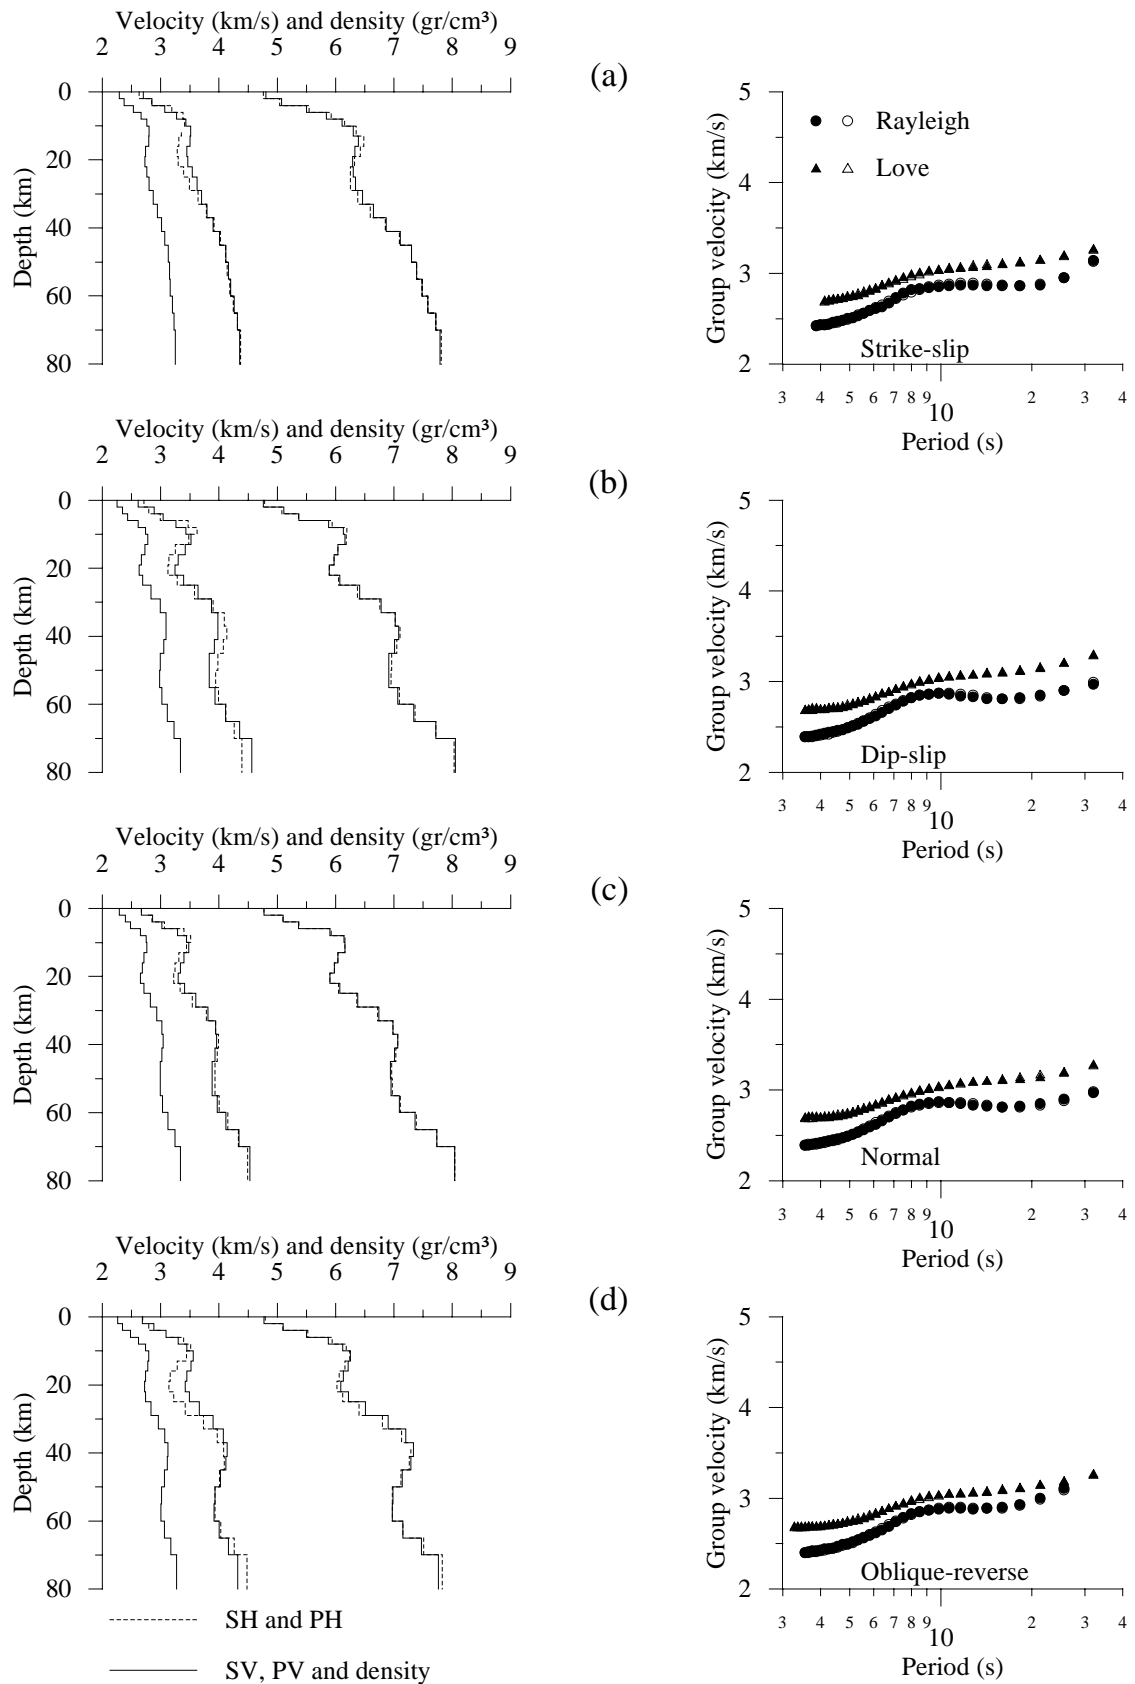 Velocity (km/s) and density (gr/cm³)
2 3 4 5 6 7 8 9
0
20
40
60
80
Depth (km)
(a)
5
4
3
2
Group velocity (km/s)
Rayleigh
Love
Strike-slip
3 4 5 6 7 8 9 10 2 3 4
Period (s)
Velocity (km/s) and density (gr/cm³)
2 3 4 5 6 7 8 9
0
20
40
60
80
Depth (km)
(b)
5
4
3
2
Group velocity (km/s)
Dip-slip
3 4 5 6 7 8 9 10 2 3 4
Period (s)
Velocity (km/s) and density (gr/cm³)
2 3 4 5 6 7 8 9
0
20
40
60
80
Depth (km)
(c)
5
4
3
2
Group velocity (km/s)
Normal
3 4 5 6 7 8 9 10 2 3 4
Period (s)
Velocity (km/s) and density (gr/cm³)
2 3 4 5 6 7 8 9
0
20
40
60
80
Depth (km)
(d)
5
4
3
2
Group velocity (km/s)
Oblique-reverse
3 4 5 6 7 8 9 10 2 3 4
Period (s)
SH and PH
SV, PV and density